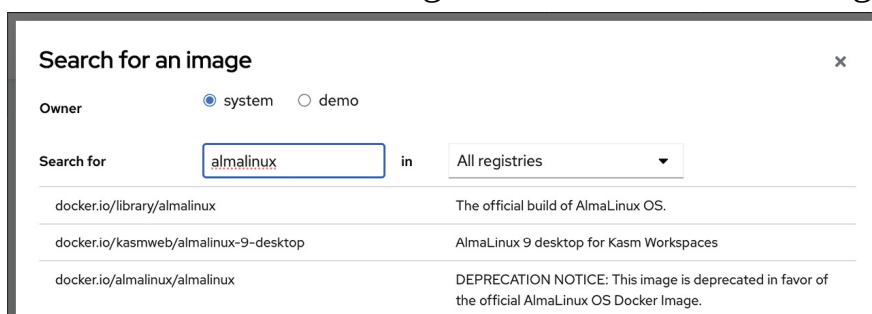 Search for an image
Owner
system
demo
Search for
almalinux
in
All registries
docker.io/library/almalinux
The official build of AlmaLinux OS.
docker.io/kasmweb/almalinux-9-desktop
AlmaLinux 9 desktop for Kasm Workspaces
docker.io/almalinux/almalinux
DEPRECATION NOTICE: This image is deprecated in favor of
the official AlmaLinux OS Docker Image.